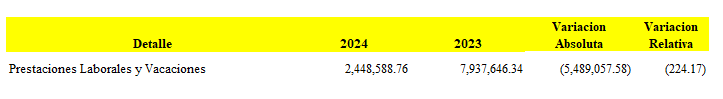 Variacion Variacion
Detalle 2024 2023 Absoluta Relativa
Prestaciones Laborales y Vacaciones 2,448,588.76 7,937,646.34 (5,489,057.58) (224.17)